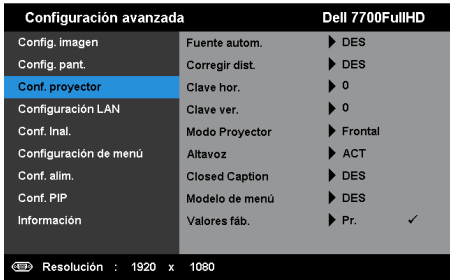 Configuración avanzada Dell 7700FullHD
Config. imagen Fuente autom. DES
Config. pant. Corregir dist. DES
Conf. proyector Clave hor. 0
Configuración LAN Clave ver. 0
Conf. Inal. Modo Proyector Frontal
Configuración de menú Altavoz ACT
Conf. alim. Closed Caption DES
Conf. PIP Modelo de menú DES
Información Valores fáb. Pr. ✓
Resolución : 1920 x 1080